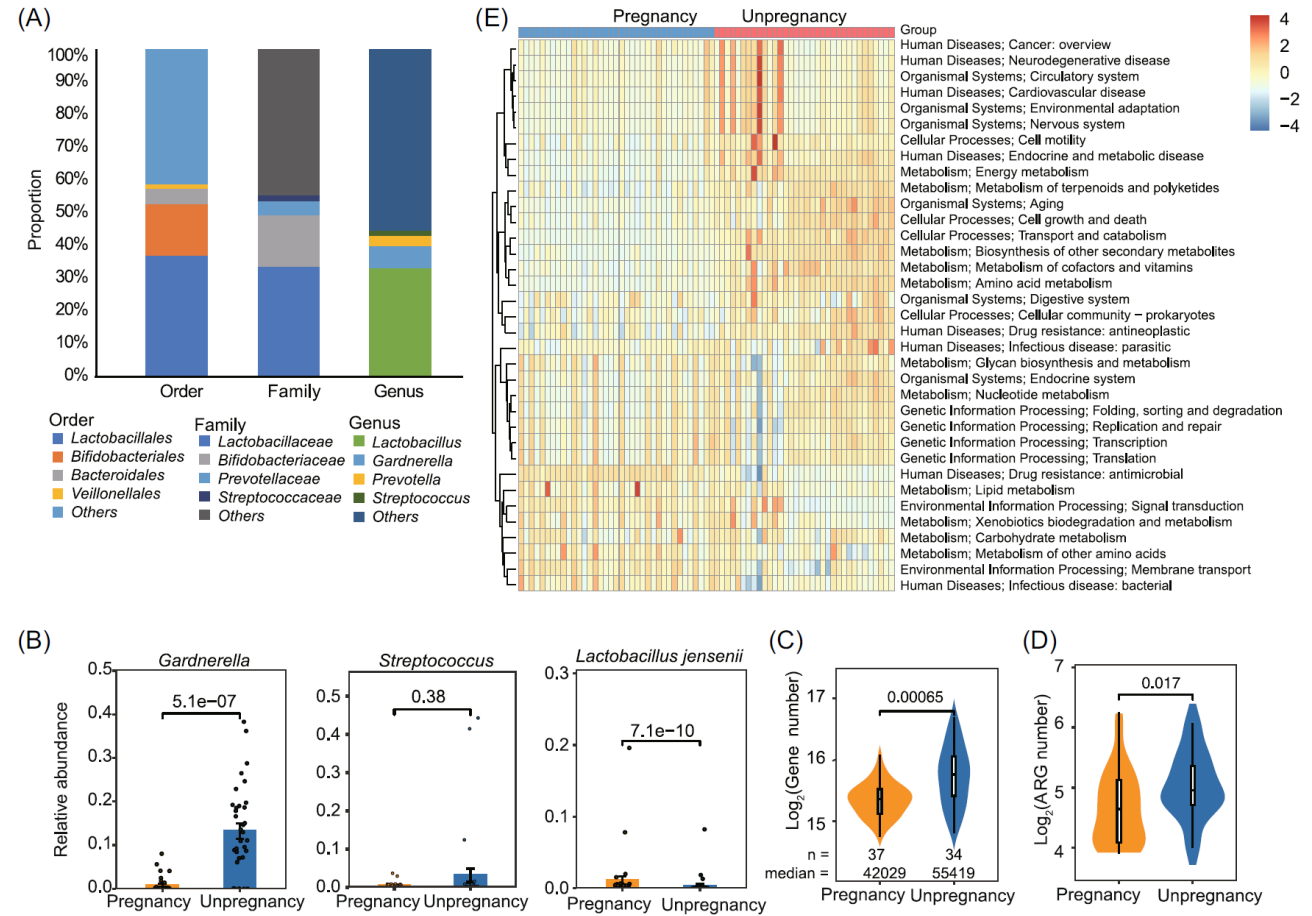 (A)
100%
90%
80%
70%
60%
50%
40%
30%
20%
10%
0%
Proportion
Order
Family
Genus
Order
Lactobacillales
Bifidobacteriales
Bacteroidales
Veillonellales
Others
Family
Lactobacillaceae
Bifidobacteriaceae
Prevotellaceae
Streptococcaceae
Others
Genus
Lactobacillus
Gardnerella
Prevotella
Streptococcus
Others
(E)
Pregnancy
Unpregnancy
Group
Human Diseases; Cancer: overview
Human Diseases; Neurodegenerative disease
Organismal Systems; Circulatory system
Human Diseases; Cardiovascular disease
Organismal Systems; Environmental adaptation
Organismal Systems; Nervous system
Cellular Processes; Cell motility
Human Diseases; Endocrine and metabolic disease
Metabolism; Energy metabolism
Metabolism; Metabolism of terpenoids and polyketides
Organismal Systems; Aging
Cellular Processes; Cell growth and death
Cellular Processes; Transport and catabolism
Metabolism; Biosynthesis of other secondary metabolites
Metabolism; Metabolism of cofactors and vitamins
Metabolism; Amino acid metabolism
Organismal Systems; Digestive system
Cellular Processes; Cellular community − prokaryotes
Human Diseases; Drug resistance: antineoplastic
Human Diseases; Infectious disease: parasitic
Metabolism; Glycan biosynthesis and metabolism
Organismal Systems; Endocrine system
Metabolism; Nucleotide metabolism
Genetic Information Processing; Folding, sorting and degradation
Genetic Information Processing; Replication and repair
Genetic Information Processing; Transcription
Genetic Information Processing; Translation
Human Diseases; Drug resistance: antimicrobial
Metabolism; Lipid metabolism
Environmental Information Processing; Signal transduction
Metabolism; Xenobiotics biodegradation and metabolism
Metabolism; Carbohydrate metabolism
Metabolism; Metabolism of other amino acids
Environmental Information Processing; Membrane transport
Human Diseases; Infectious disease: bacterial
4
2
0
−2
−4
(B)
Relative abundance
Gardnerella
0.5
0.4
0.3
0.2
0.1
0.0
5.1e−07
Pregnancy
Unpregnancy
Streptococcus
0.5
0.4
0.3
0.2
0.1
0.0
0.38
Pregnancy
Unpregnancy
Lactobacillus jensenii
0.3
0.2
0.1
0.0
7.1e−10
Pregnancy
Unpregnancy
(C)
Log2(Gene number)
17
16
15
0.00065
n = 37 34
median = 42029 55419
Pregnancy
Unpregnancy
(D)
Log2(ARG number)
7
6
5
4
0.017
Pregnancy
Unpregnancy